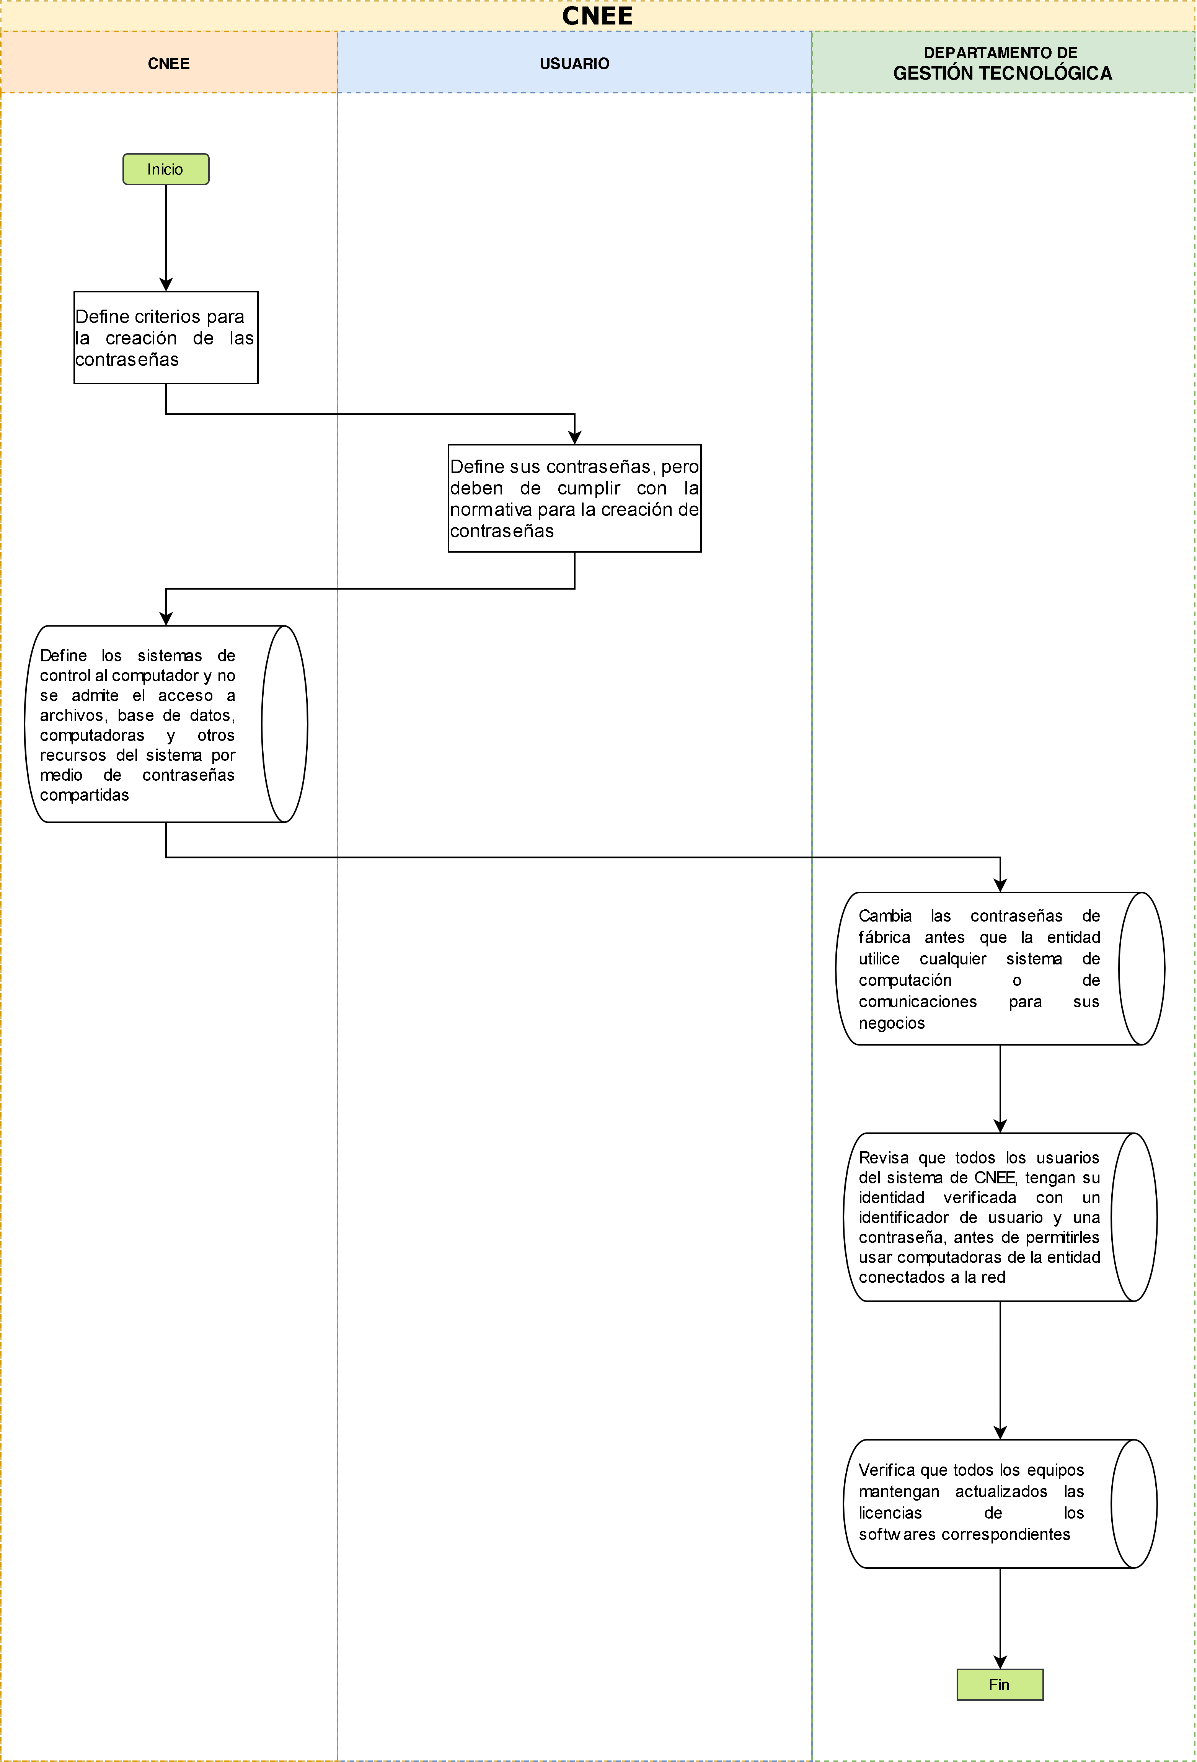 CNEE
CNEE
USUARIO
DEPARTAMENTO DE
GESTIÓN TECNOLÓGICA
Inicio
Define criterios para
la creación de las
contraseñas
Define sus contraseñas, pero
deben de cumplir con la
normativa para la creación de
contraseñas
Define los sistemas de
control al computador y no
se admite el acceso a
archivos, base de datos,
computadoras y otros
recursos del sistema por
medio de contraseñas
compartidas
Cambia las contraseñas de
fábrica antes que la entidad
utilice cualquier sistema de
computación o de
comunicaciones para sus
negocios
Revisa que todos los usuarios
del sistema de CNEE, tengan su
identidad verificada con un
identificador de usuario y una
contraseña, antes de permitirles
usar computadoras de la entidad
conectados a la red
Verifica que todos los equipos
mantengan actualizados las
licencias de los
softwares correspondientes
Fin